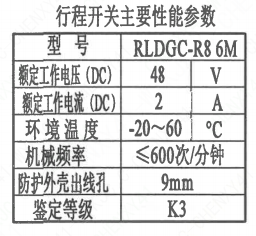 行程开关主要性能参数
型 号 RLDGC-R8 6M
额定工作电压(DC) 48 V
额定工作电流(DC) 2 A
环境温度 -20~60 ℃
机械频率 ≤600次/分钟
防护外壳出线孔 9mm
鉴定等级 K3